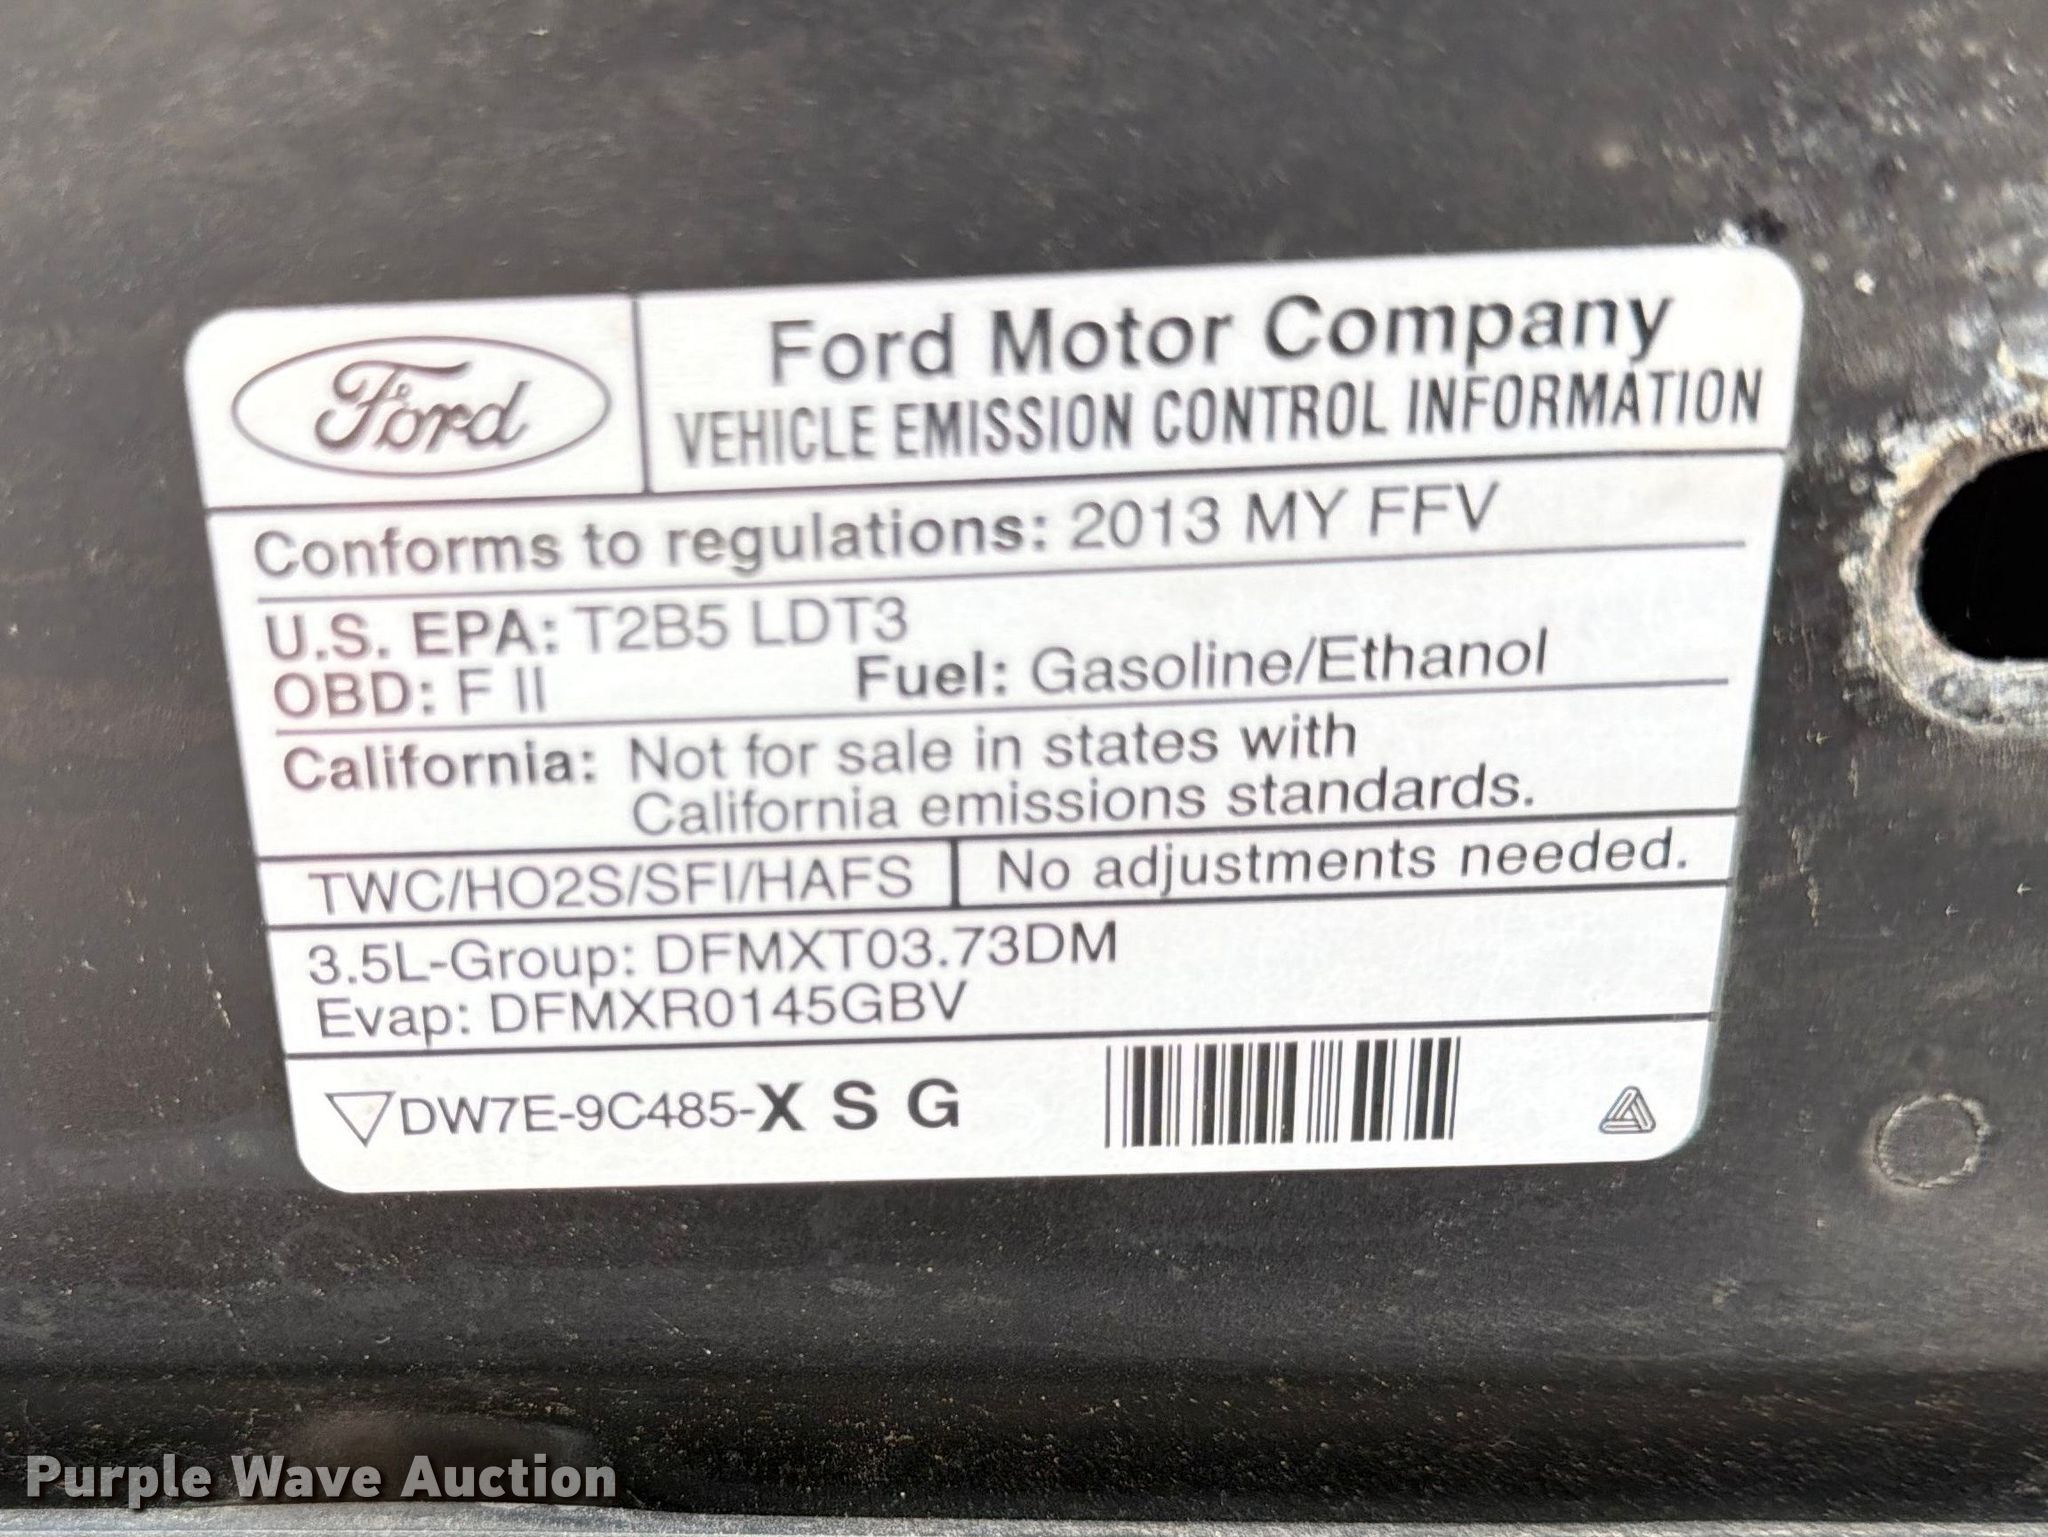 Ford
Ford Motor Company
VEHICLE EMISSION CONTROL INFORMATION
Conforms to regulations: 2013 MY FFV
U.S. EPA: T2B5 LDT3
OBD: F II Fuel: Gasoline/Ethanol
California: Not for sale in states with
California emissions standards.
TWC/HO2S/SFI/HAFS No adjustments needed.
3.5L-Group: DFMXT03.73DM
Evap: DFMXR0145GBV
DW7E-9C485-X S G
Purple Wave Auction